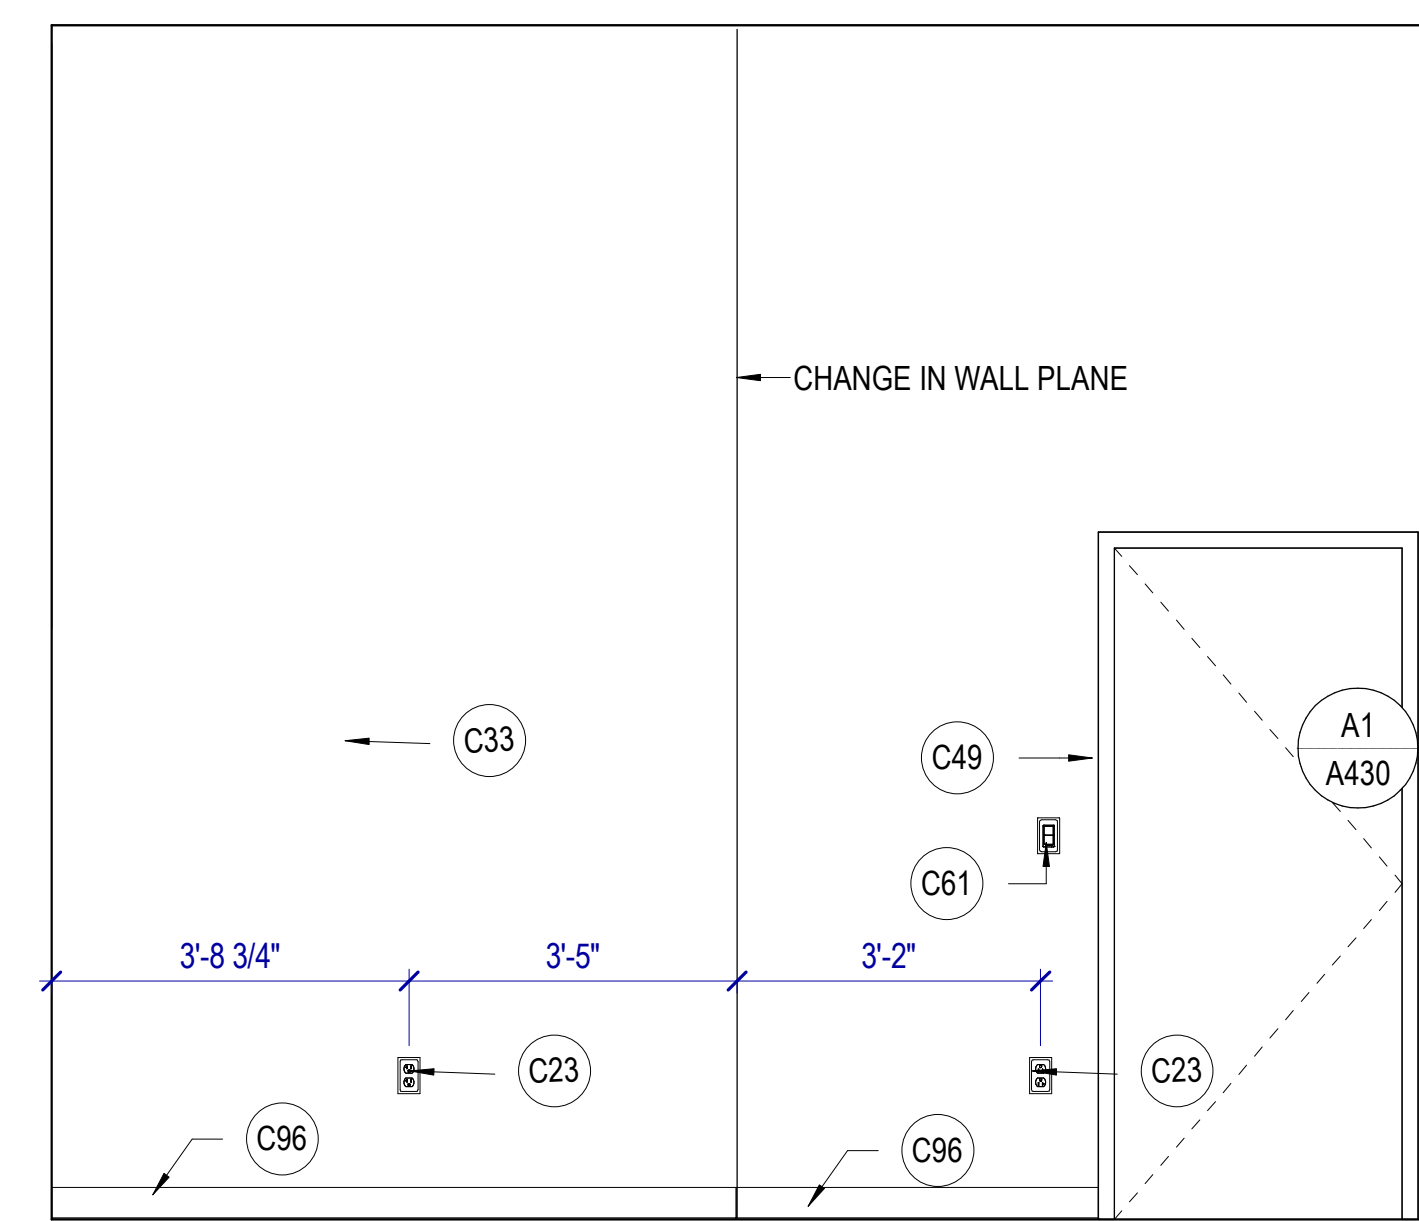 CHANGE IN WALL PLANE
A1
A430
C33
C49
C61
3'-8 3/4"
3'-5"
3'-2"
C23
C23
C96
C96